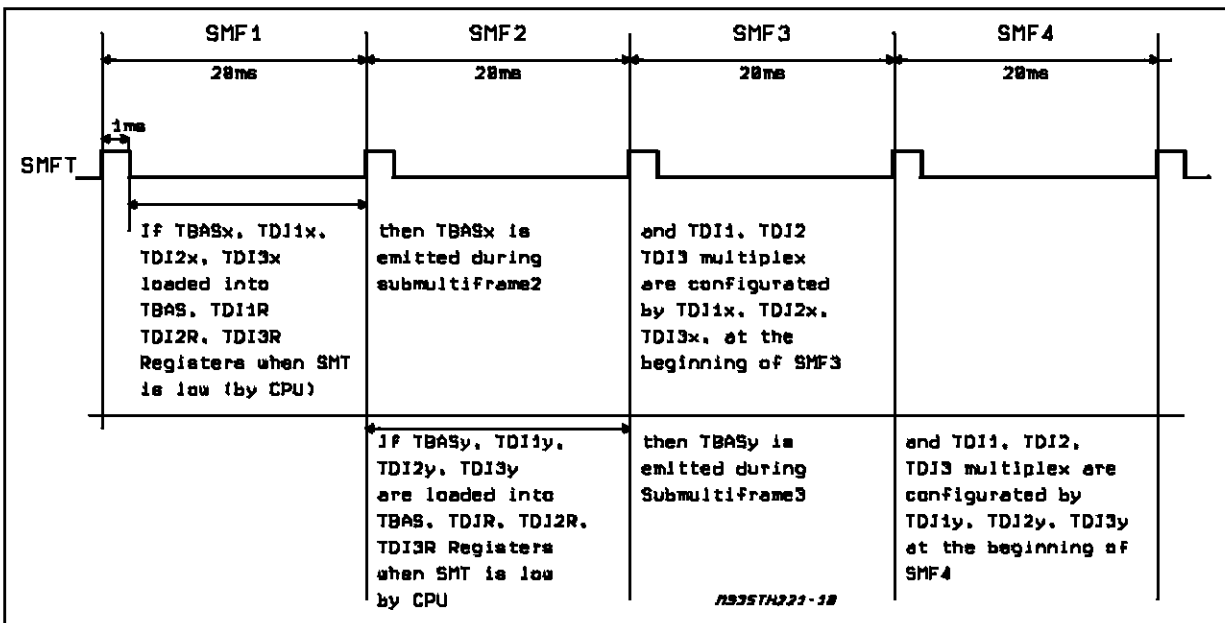 SMF1 SMF2 SMF3 SMF4
20ms 20ms 20ms 20ms
1ms
SMFT
If TBASx, TDI1x,
TDI2x, TDI3x
loaded into
TBAS, TDI1R
TDI2R, TDI3R
Registers when SMT
is low (by CPU)
then TBASx is
emitted during
submultiframe2
and TDI1, TDI2
TDI3 multiplex
are configurated
by TDI1x, TDI2x,
TDI3x, at the
beginning of SMF3
If TBASy, TDI1y,
TDI2y, TDI3y
are loaded into
TBAS, TDIR, TDI2R,
TDI3R Registers
when SMT is low
by CPU
then TBASy is
emitted during
Submultiframe3
and TDI1, TDI2,
TDI3 multiplex are
configurated by
TDI1y, TDI2y, TDI3y
at the beginning of
SMF4
M93STH221-10